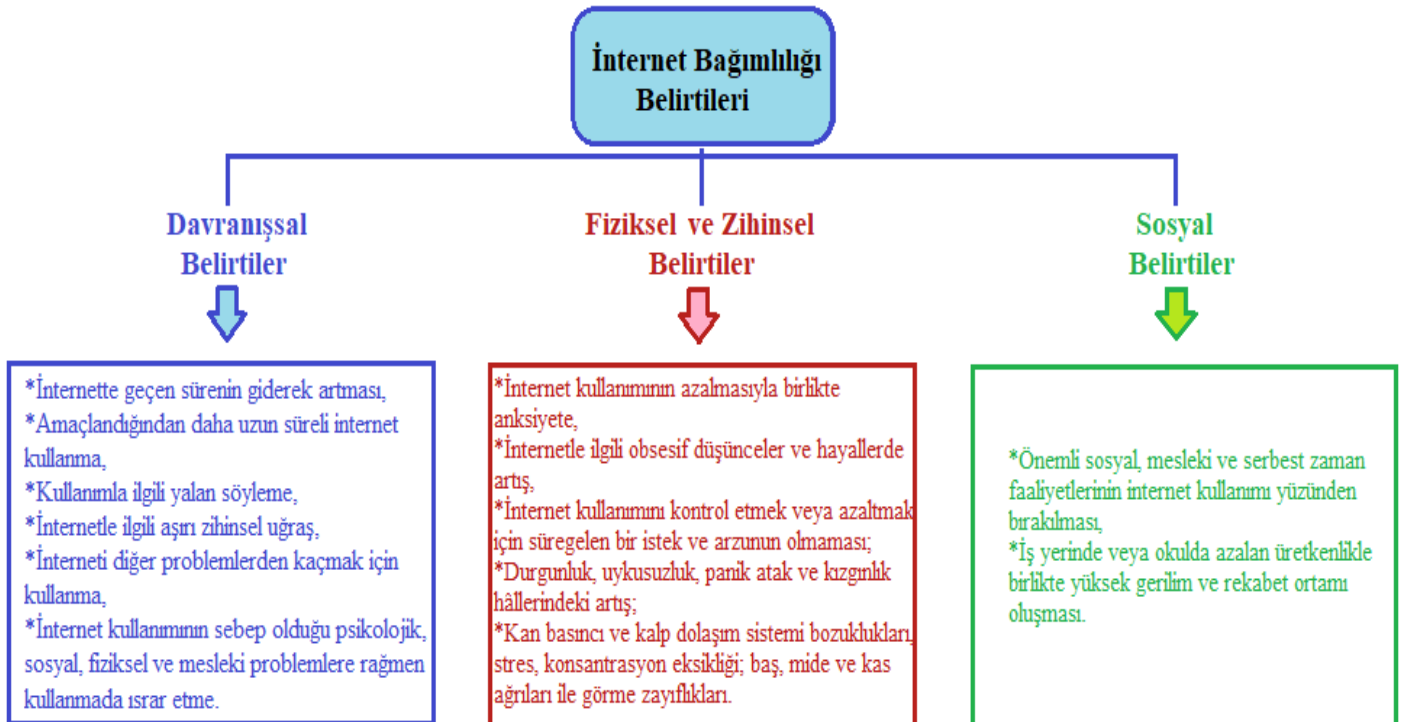 İnternet Bağımlılığı
Belirtileri
Davranışsal
Belirtiler
*İnternette geçen sürenin giderek artması,
*Amaçlandığından daha uzun süreli internet
kullanma,
*Kullanımla ilgili yalan söyleme,
*İnternetle ilgili aşırı zihinsel uğraş,
*İnterneti diğer problemlerden kaçmak için
kullanma,
*İnternet kullanımının sebep olduğu psikolojik,
sosyal, fiziksel ve mesleki problemlere rağmen
kullanmada ısrar etme.
Fiziksel ve Zihinsel
Belirtiler
*İnternet kullanımının azalmasıyla birlikte
anksiyete,
*İnternetle ilgili obsesif düşünceler ve hayallerde
artış,
*İnternet kullanımını kontrol etmek veya azaltmak
için süregelen bir istek ve arzunun olmaması;
*Durgunluk, uykusuzluk, panik atak ve kızgınlık
hâllerindeki artış;
*Kan basıncı ve kalp dolaşım sistemi bozuklukları,
stres, konsantrasyon eksikliği; baş, mide ve kas
ağrıları ile görme zayıflıkları.
Sosyal
Belirtiler
*Önemli sosyal, mesleki ve serbest zaman
faaliyetlerinin internet kullanımı yüzünden
bırakılması,
*İş yerinde veya okulda azalan üretkenlikle
birlikte yüksek gerilim ve rekabet ortamı
oluşması.